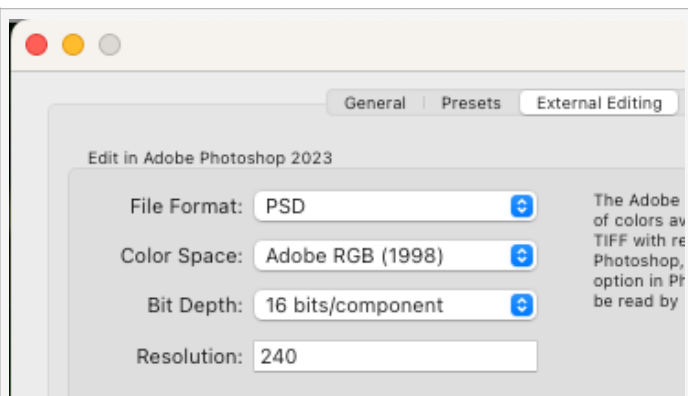 General Presets External Editing
Edit in Adobe Photoshop 2023
File Format: PSD
Color Space: Adobe RGB (1998)
Bit Depth: 16 bits/component
Resolution: 240
The Adobe
of colors av
TIFF with re
Photoshop,
option in Ph
be read by